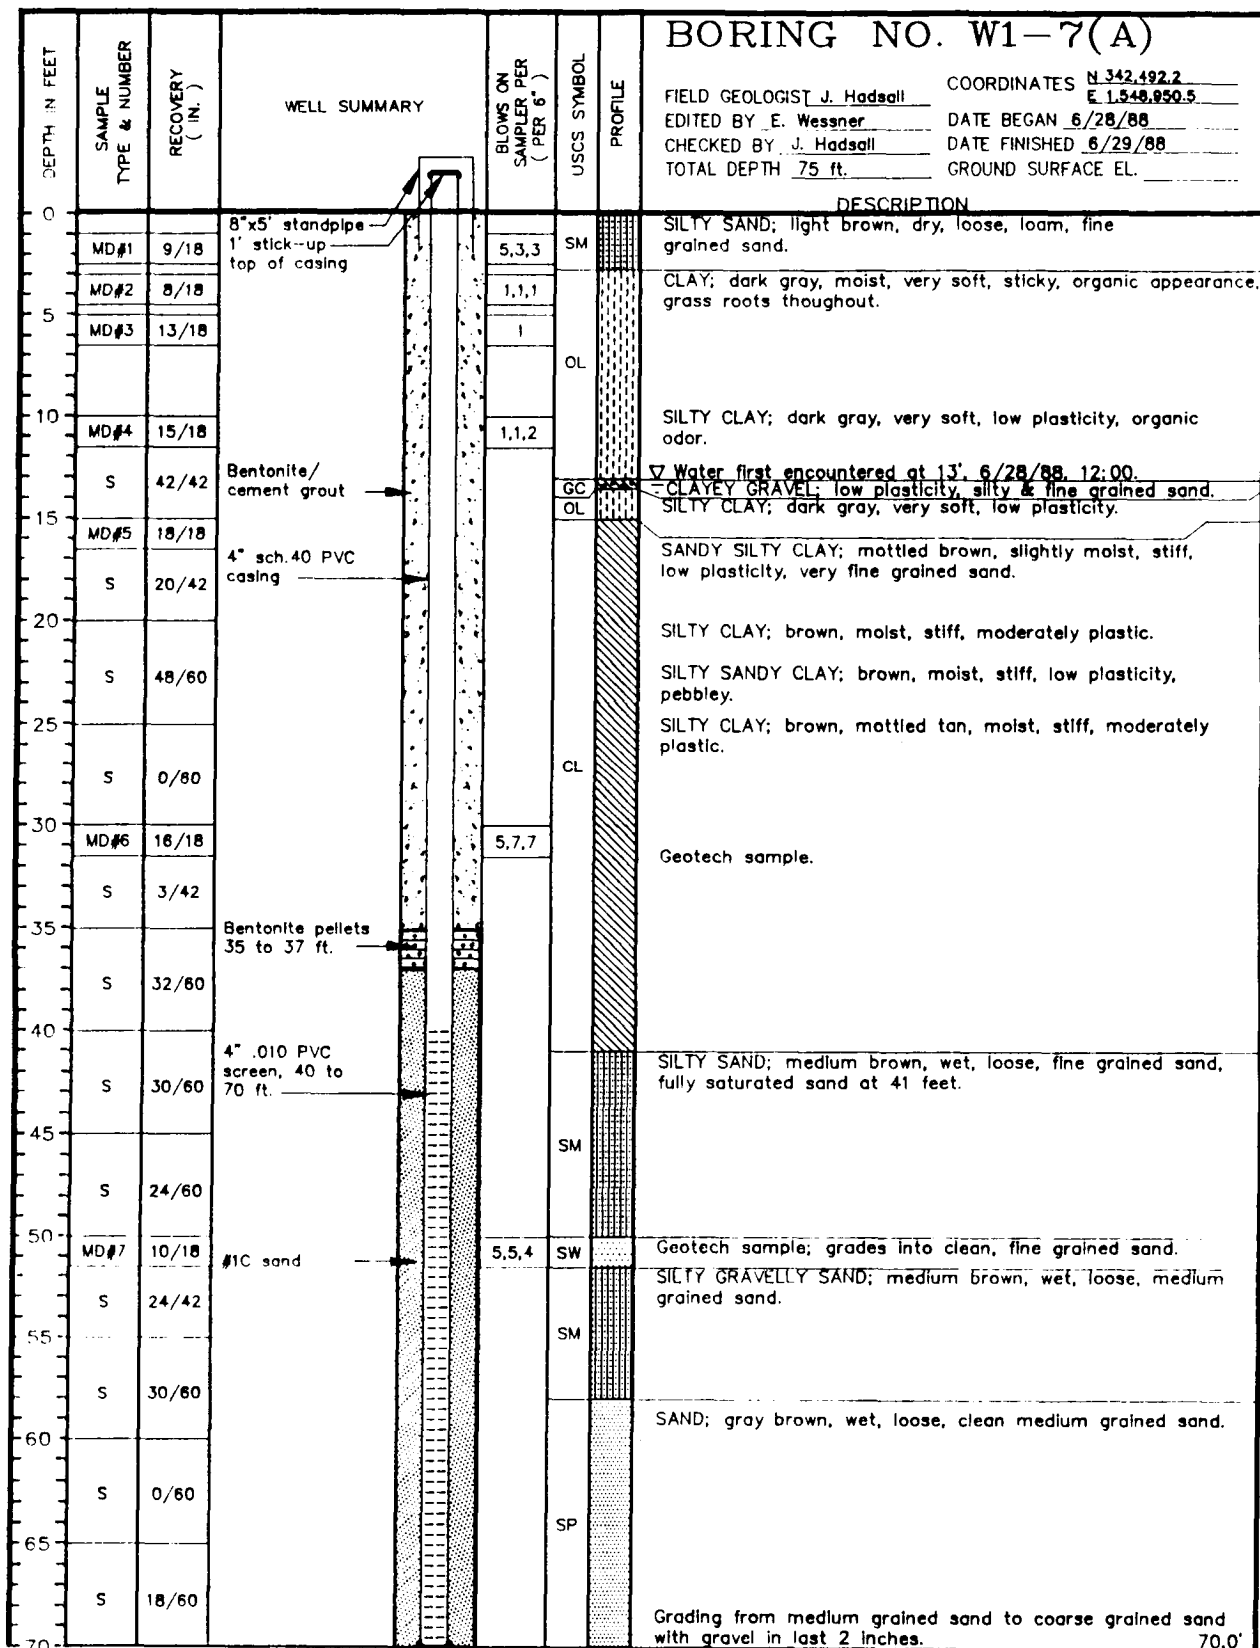 BORING NO. W1-7(A)
FIELD GEOLOGIST J. Hadsall
EDITED BY E. Wessner
CHECKED BY J. Hadsall
TOTAL DEPTH 75 ft.
COORDINATES N 342,492.2
E 1,548,950.5
DATE BEGAN 6/28/88
DATE FINISHED 6/29/88
GROUND SURFACE EL.
DEPTH IN FEET
SAMPLE TYPE & NUMBER
RECOVERY ( IN. )
WELL SUMMARY
BLOWS ON SAMPLER PER ( PER 6" )
USCS SYMBOL
PROFILE
DESCRIPTION
0
8"x5' standpipe
1' stick-up
top of casing
SM
SILTY SAND; light brown, dry, loose, loam, fine
grained sand.
MD#1 9/18 5,3,3
MD#2 8/18 1,1,1
CLAY; dark gray, moist, very soft, sticky, organic appearance,
grass roots thoughout.
5
MD#3 13/18 1
OL
10
MD#4 15/18 1,1,2
SILTY CLAY; dark gray, very soft, low plasticity, organic
odor.
Water first encountered at 13', 6/28/88, 12:00.
S 42/42
Bentonite/
cement grout
GC
CLAYEY GRAVEL; low plasticity, silty & fine grained sand.
OL
SILTY CLAY; dark gray, very soft, low plasticity.
15
MD#5 18/18
4" sch.40 PVC
casing
SANDY SILTY CLAY; mottled brown, slightly moist, stiff,
low plasticity, very fine grained sand.
S 20/42
20
SILTY CLAY; brown, moist, stiff, moderately plastic.
S 48/60
SILTY SANDY CLAY; brown, moist, stiff, low plasticity,
pebbley.
25
SILTY CLAY; brown, mottled tan, moist, stiff, moderately
plastic.
S 0/60
CL
30
MD#6 16/18 5,7,7
Geotech sample.
S 3/42
35
Bentonite pellets
35 to 37 ft.
S 32/60
40
4" .010 PVC
screen, 40 to
70 ft.
SILTY SAND; medium brown, wet, loose, fine grained sand,
fully saturated sand at 41 feet.
S 30/60
45
SM
S 24/60
50
MD#7 10/18
#1C sand
5,5,4 SW
Geotech sample; grades into clean, fine grained sand.
SILTY GRAVELLY SAND; medium brown, wet, loose, medium
grained sand.
S 24/42
55
SM
S 30/60
SAND; gray brown, wet, loose, clean medium grained sand.
60
S 0/60
SP
65
S 18/60
Grading from medium grained sand to coarse grained sand
with gravel in last 2 inches.
70
70.0'